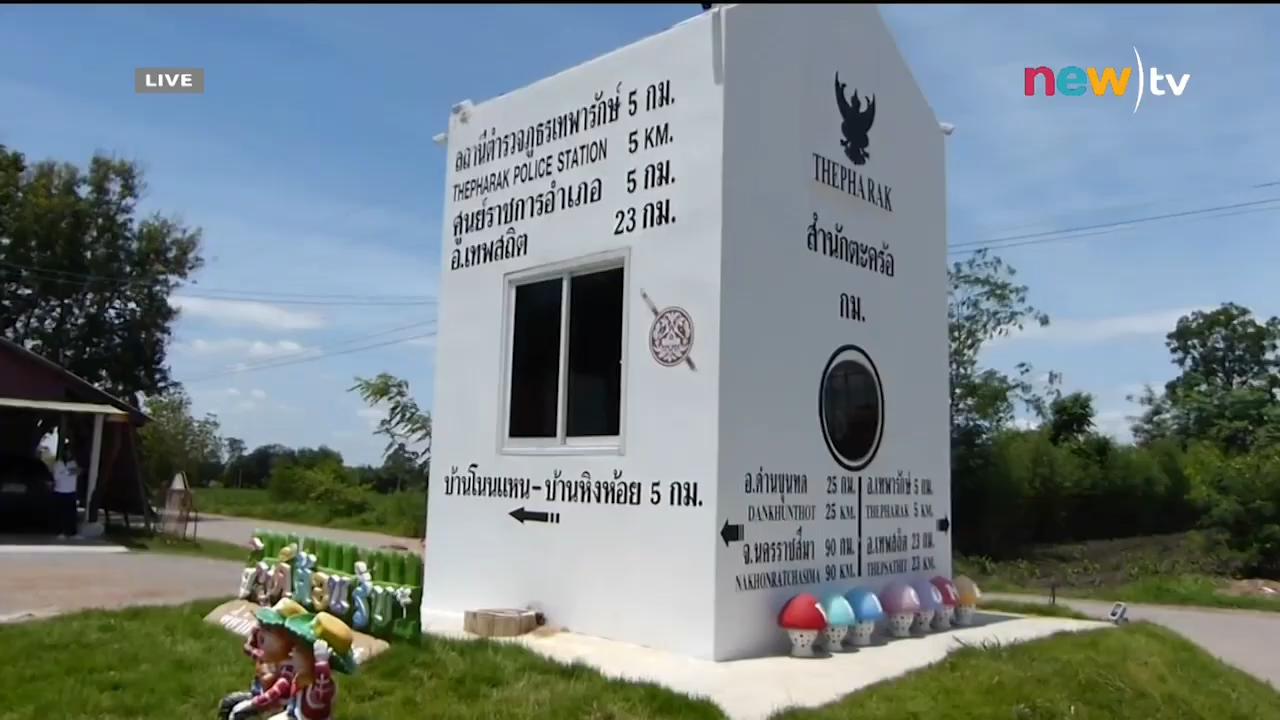 LIVE
new)tv
สถานีตำรวจภูธรเทพารักษ์ 5 กม.
THEPHARAK POLICE STATION 5 KM.
ศูนย์ราชการอำเภอ 5 กม.
อ.เทพสถิต 23 กม.
บ้านโนนแหน-บ้านหิงห้อย 5 กม.
THEPHARAK
สำนักตะคร้อ
กม.
อ.ด่านขุนทด 25 กม.
DANKHUNTHOT 25 KM.
จ.นครราชสีมา 90 กม.
NAKHONRATCHASIMA 90 KM.
อ.เทพารักษ์ 5 กม.
THEPHARAK 5 KM.
อ.เทพสถิต 23 กม.
THEPSATHIT 23 KM.